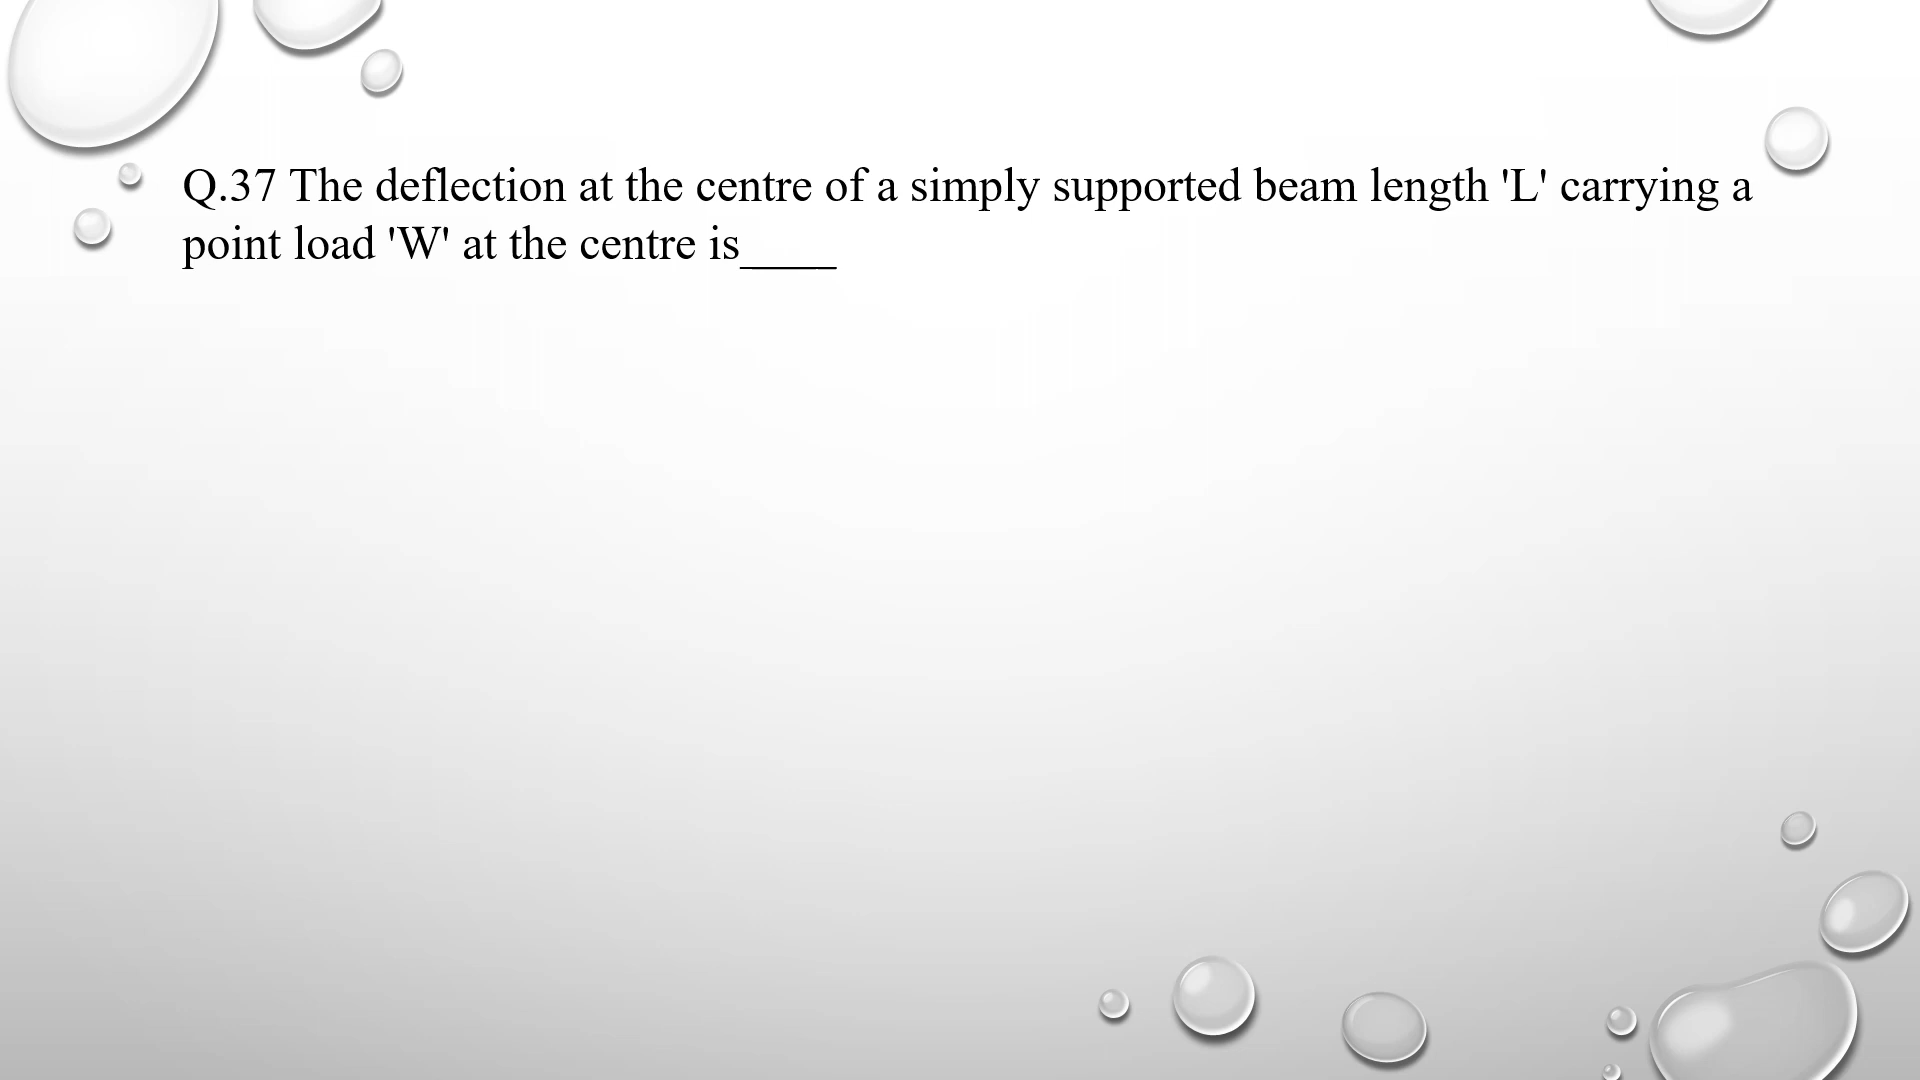 Q.37 The deflection at the centre of a simply supported beam length 'L' carrying a
point load 'W' at the centre is____